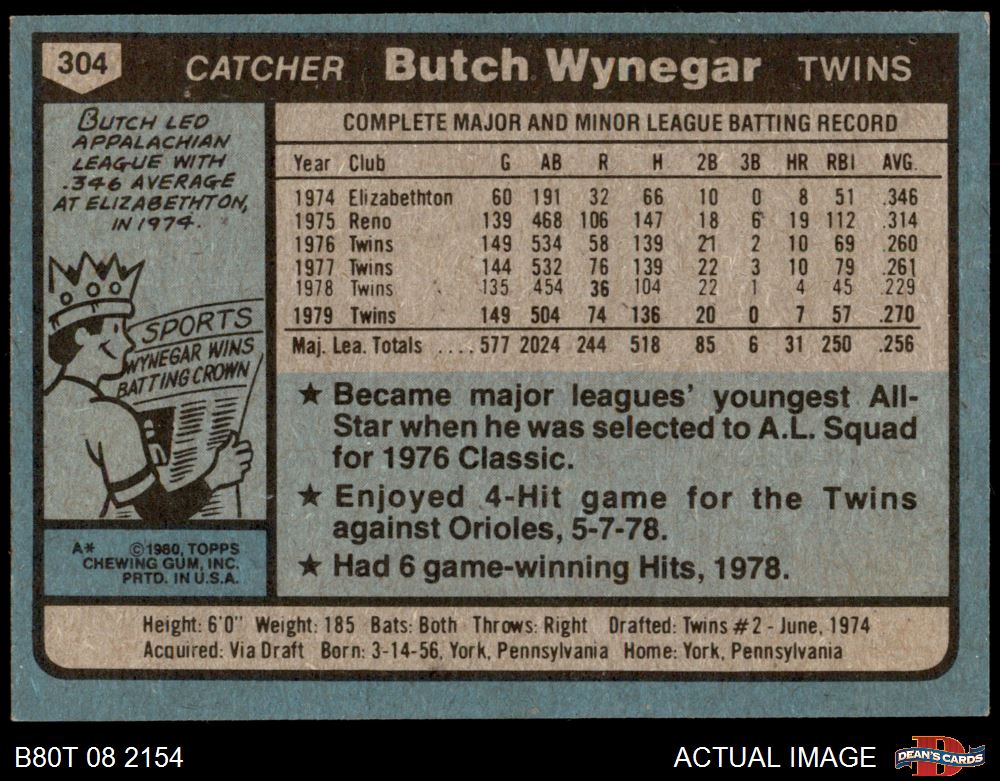 304 CATCHER Butch Wynegar TWINS
BUTCH LED
APPALACHIAN
LEAGUE WITH
.346 AVERAGE
AT ELIZABETHTON,
IN 1974.
SPORTS
WYNEGAR WINS
BATTING CROWN
A* ©1980, TOPPS
CHEWING GUM, INC.
PRTD. IN U.S.A.
COMPLETE MAJOR AND MINOR LEAGUE BATTING RECORD
Year Club G AB R H 2B 3B HR RBI AVG.
1974 Elizabethton 60 191 32 66 10 0 8 51 .346
1975 Reno 139 468 106 147 18 6 19 112 .314
1976 Twins 149 534 58 139 21 2 10 69 .260
1977 Twins 144 532 76 139 22 3 10 79 .261
1978 Twins 135 454 36 104 22 1 4 45 .229
1979 Twins 149 504 74 136 20 0 7 57 .270
Maj. Lea. Totals .... 577 2024 244 518 85 6 31 250 .256
★ Became major leagues' youngest All-
Star when he was selected to A.L. Squad
for 1976 Classic.
★ Enjoyed 4-Hit game for the Twins
against Orioles, 5-7-78.
★ Had 6 game-winning Hits, 1978.
Height: 6'0" Weight: 185 Bats: Both Throws: Right Drafted: Twins #2 - June, 1974
Acquired: Via Draft Born: 3-14-56, York, Pennsylvania Home: York, Pennsylvania
B80T 08 2154 ACTUAL IMAGE DEAN'S CARDS